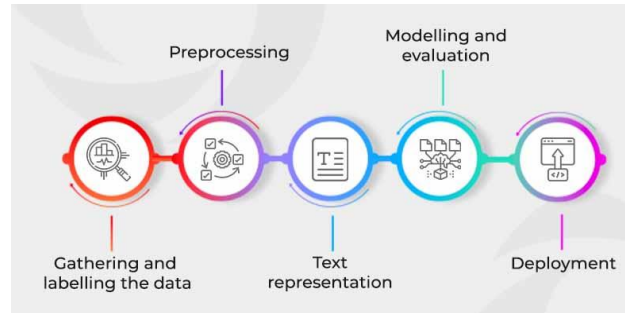 Preprocessing
Modelling and
evaluation
T
</>
Gathering and
labelling the data
Text
representation
Deployment